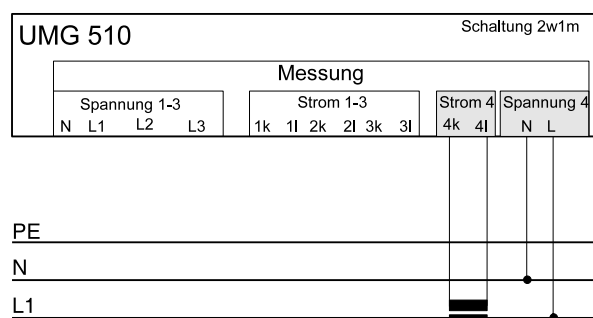 UMG 510 Schaltung 2w1m
Messung
Spannung 1-3 Strom 1-3 Strom 4 Spannung 4
N L1 L2 L3 1k 1l 2k 2l 3k 3l 4k 4l N L
PE
N
L1